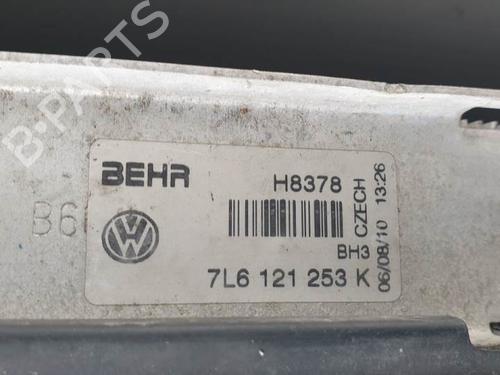 B-PARTS
BEHR
H8378
CZECH
06/08/10 13:26
B6
BH3
7L6 121 253 K